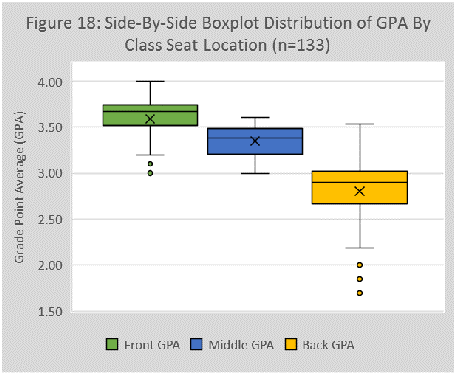 Figure 18: Side-By-Side Boxplot Distribution of GPA By
Class Seat Location (n=133)
Grade Point Average (GPA)
4.00
3.50
3.00
2.50
2.00
1.50
Front GPA
Middle GPA
Back GPA